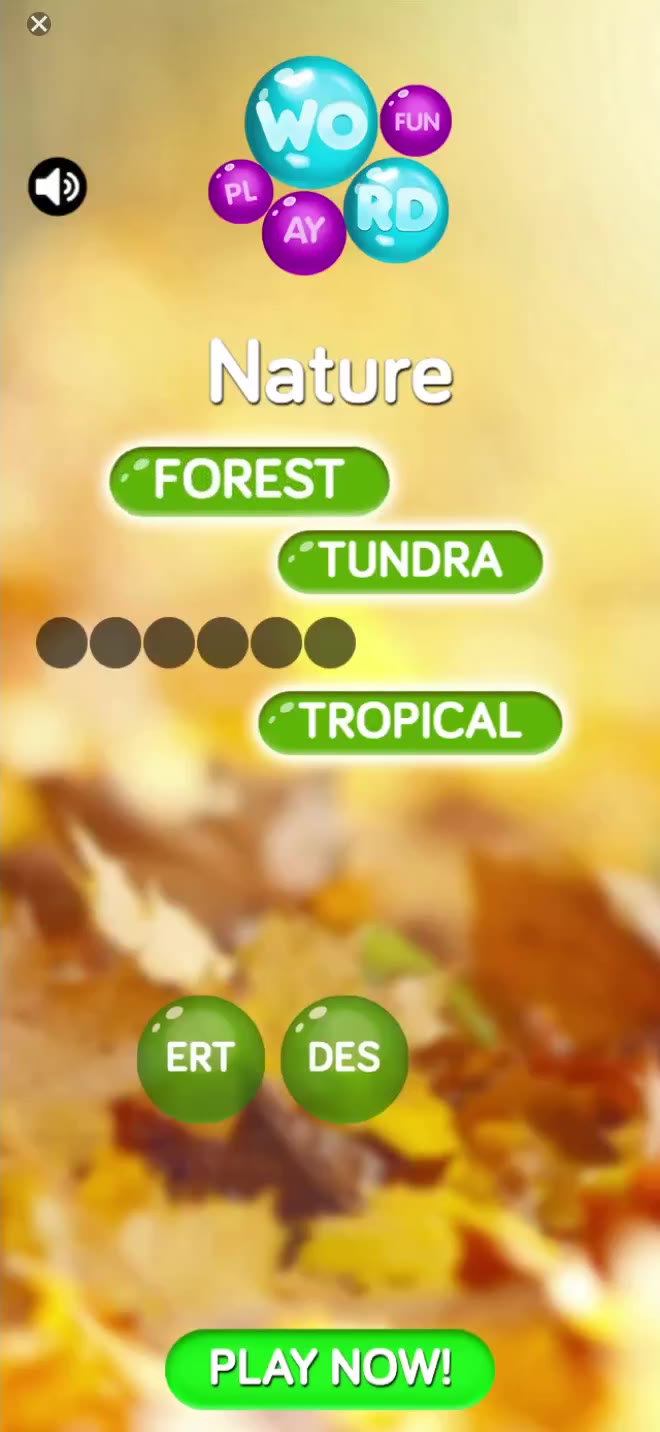 WO
FUN
PL
AY
RD
Nature
FOREST
TUNDRA
TROPICAL
ERT DES
PLAY NOW!